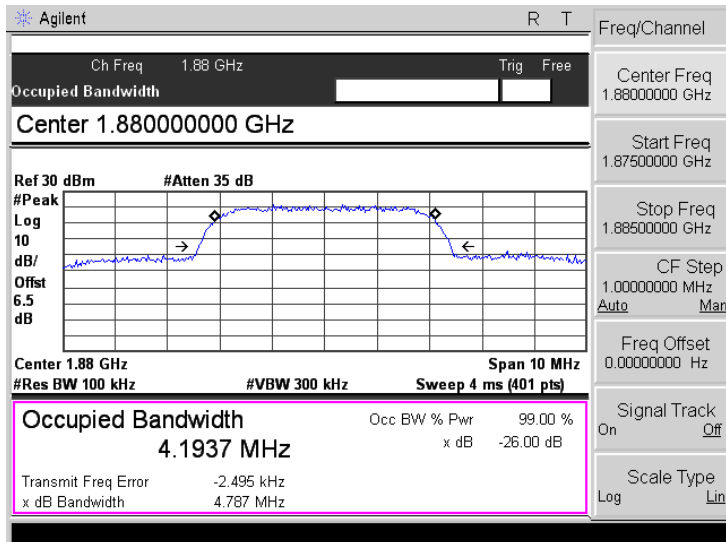 Agilent R T
Freq/Channel
Ch Freq 1.88 GHz Trig Free
Occupied Bandwidth
Center 1.880000000 GHz
Ref 30 dBm #Atten 35 dB
#Peak
Log
10
dB/
Offst
6.5
dB
Center 1.88 GHz Span 10 MHz
#Res BW 100 kHz #VBW 300 kHz Sweep 4 ms (401 pts)
Occupied Bandwidth Occ BW % Pwr 99.00 %
4.1937 MHz x dB -26.00 dB
Transmit Freq Error -2.495 kHz
x dB Bandwidth 4.787 MHz
Center Freq
1.88000000 GHz
Start Freq
1.87500000 GHz
Stop Freq
1.88500000 GHz
CF Step
1.00000000 MHz
Auto Man
Freq Offset
0.00000000 Hz
Signal Track
On Off
Scale Type
Log Lin